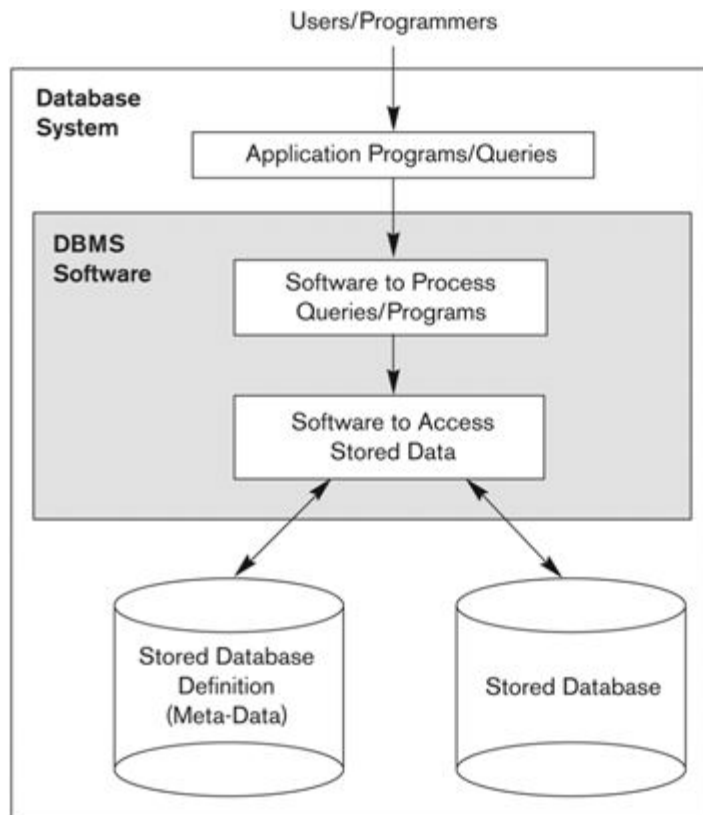 Users/Programmers
Database
System
Application Programs/Queries
DBMS
Software
Software to Process
Queries/Programs
Software to Access
Stored Data
Stored Database
Definition
(Meta-Data)
Stored Database